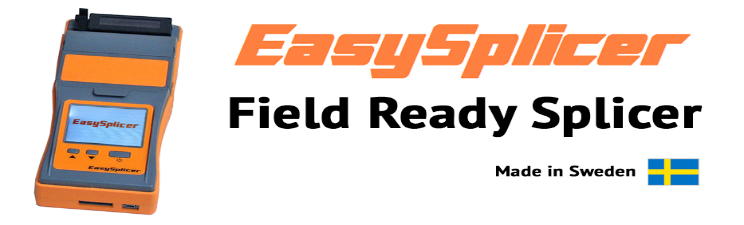 EasySplicer
Field Ready Splicer
Made in Sweden
EasySplicer
EasySplicer